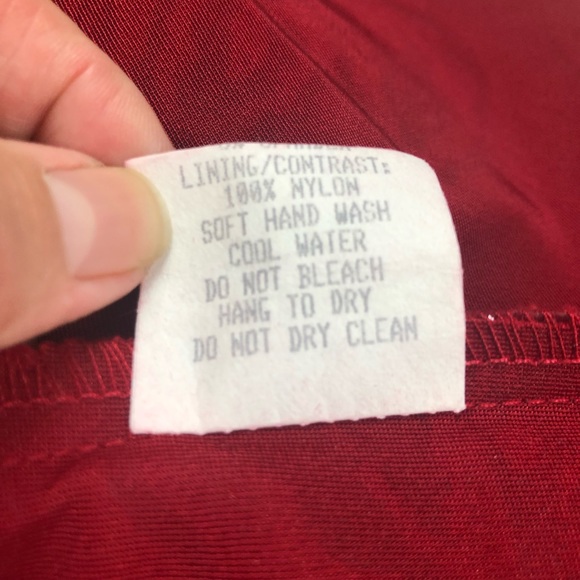 LINING/CONTRAST:
100% NYLON
SOFT HAND WASH
COOL WATER
DO NOT BLEACH
HANG TO DRY
DO NOT DRY CLEAN